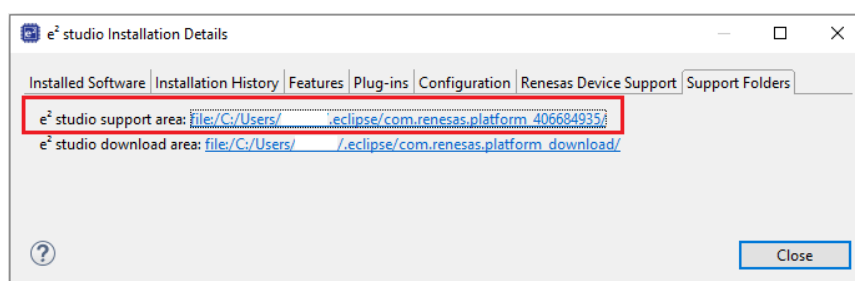 e² studio Installation Details
Installed Software Installation History Features Plug-ins Configuration Renesas Device Support Support Folders
e² studio support area: file:/C:/Users/ /.eclipse/com.renesas.platform_406684935/
e² studio download area: file:/C:/Users/ /.eclipse/com.renesas.platform_download/
?
Close